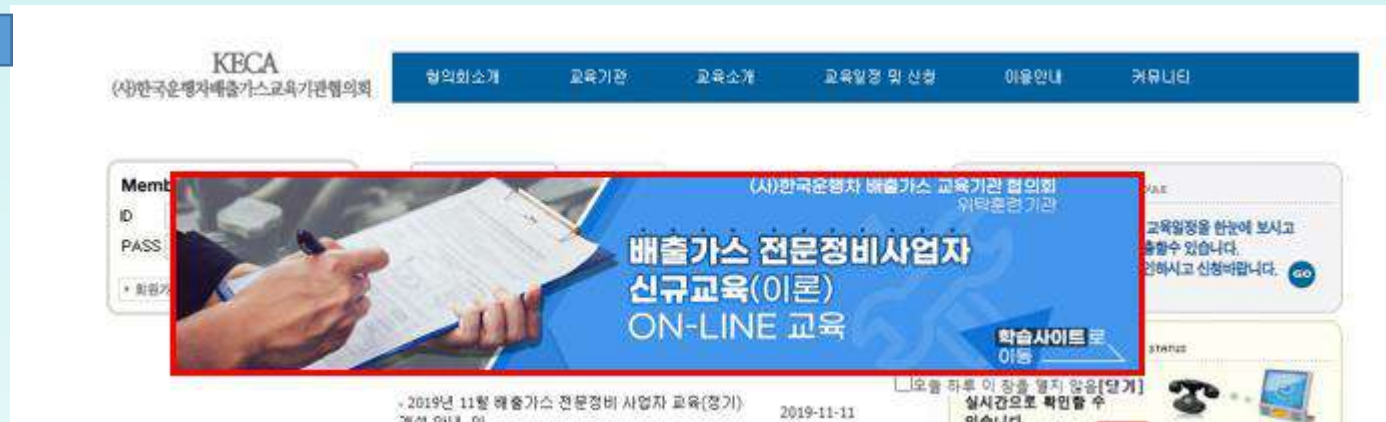 KECA
(사)한국운행차배출가스교육기관협의회
협의회소개 교육기관 교육소개 교육일정 및 신청 이용안내 커뮤니티
Memb
ID
PASS
(사)한국운행차 배출가스 교육기관 협의회
위탁훈련기관
배출가스 전문정비사업자
신규교육(이론)
ON-LINE 교육
학습사이트로
이동
교육일정을 한눈에 보시고
할수 있습니다.
인하시고 신청바랍니다.
GO
STATUS
오늘 하루 이 창을 열지 않음[닫기]
실시간으로 확인할 수
- 2019년 11월 배출가스 전문정비 사업자 교육(정기)
2019-11-11